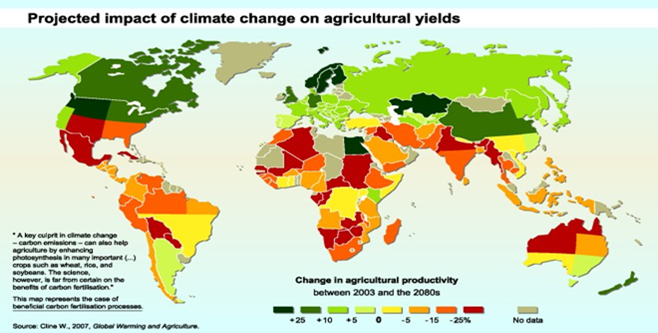 Projected impact of climate change on agricultural yields
" A key culprit in climate change
– carbon emissions – can also help
agriculture by enhancing
photosynthesis in many important (...)
crops such as wheat, rice, and
soybeans. The science,
however, is far from certain on the
benefits of carbon fertilisation."
This map represents the case of
beneficial carbon fertilisation processes.
Source: Cline W., 2007, Global Warming and Agriculture.
Change in agricultural productivity
between 2003 and the 2080s
+25 +10 +5 0 -5 -15 -25% No data